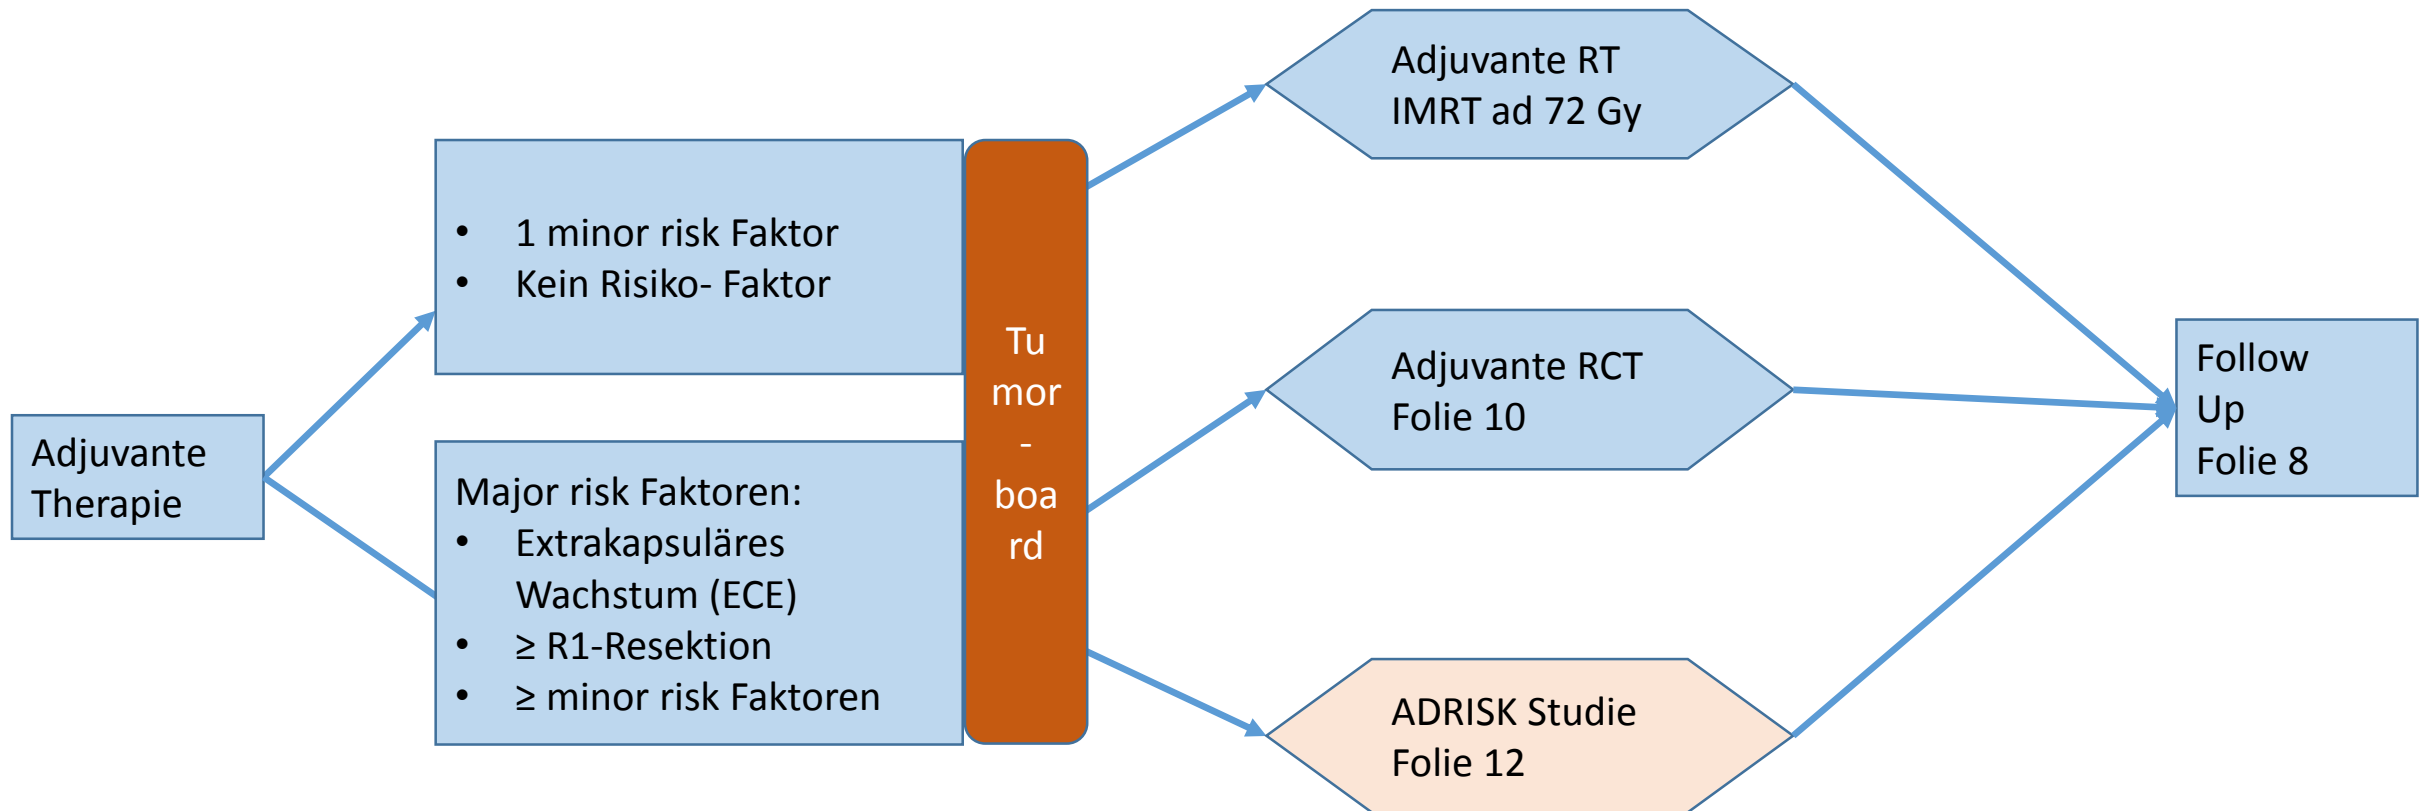 Adjuvante
Therapie
• 1 minor risk Faktor
• Kein Risiko- Faktor
Major risk Faktoren:
• Extrakapsuläres
Wachstum (ECE)
• ≥ R1-Resektion
• ≥ minor risk Faktoren
Tu
mor
-
boa
rd
Adjuvante RT
IMRT ad 72 Gy
Adjuvante RCT
Folie 10
ADRISK Studie
Folie 12
Follow
Up
Folie 8